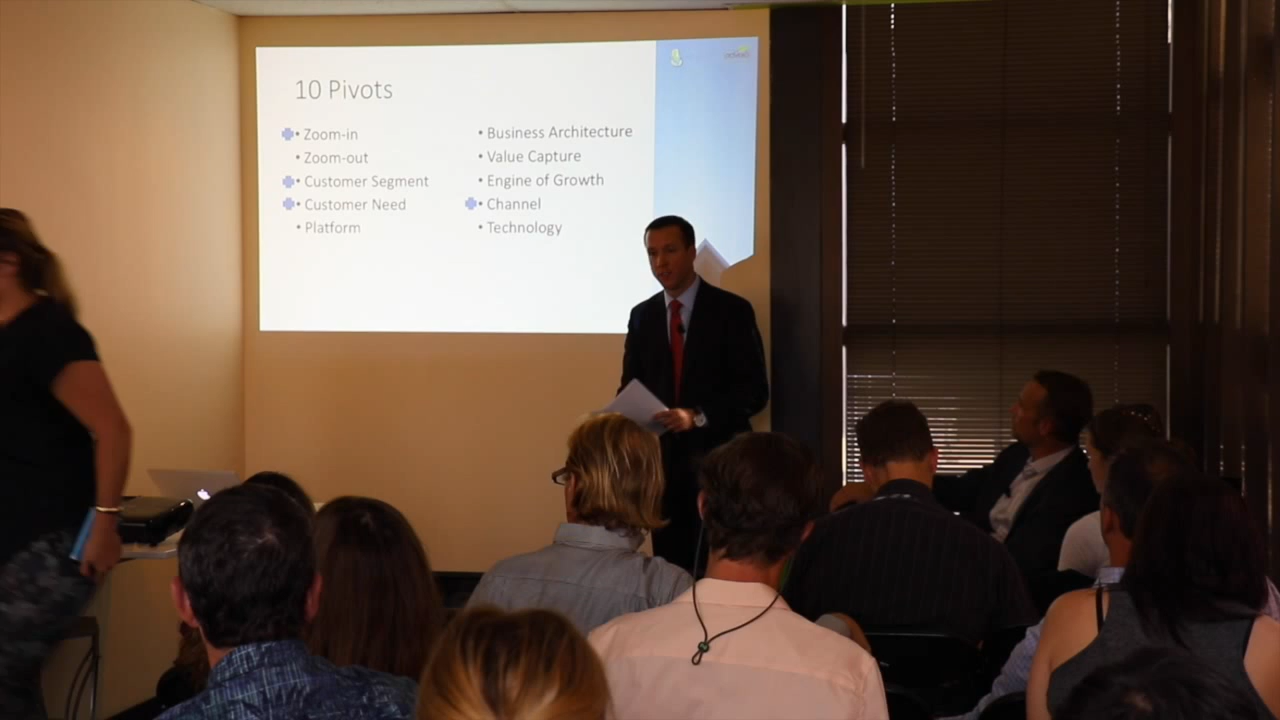 10 Pivots
• Zoom-in
• Zoom-out
• Customer Segment
• Customer Need
• Platform
• Business Architecture
• Value Capture
• Engine of Growth
• Channel
• Technology